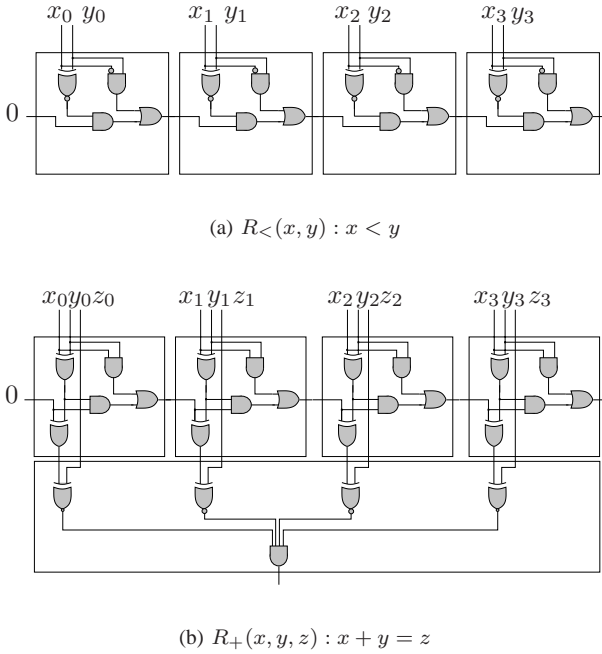 x₀ y₀ x₁ y₁ x₂ y₂ x₃ y₃
0
(a) R<(x, y) : x < y
x₀y₀z₀ x₁y₁z₁ x₂y₂z₂ x₃y₃z₃
0
(b) R₊(x, y, z) : x + y = z